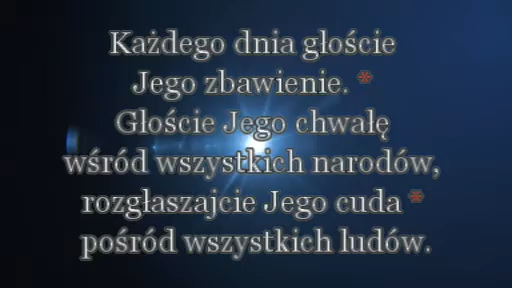 Każdego dnia głoście
Jego zbawienie. *
Głoście Jego chwałę
wśród wszystkich narodów,
rozgłaszajcie Jego cuda *
pośród wszystkich ludów.